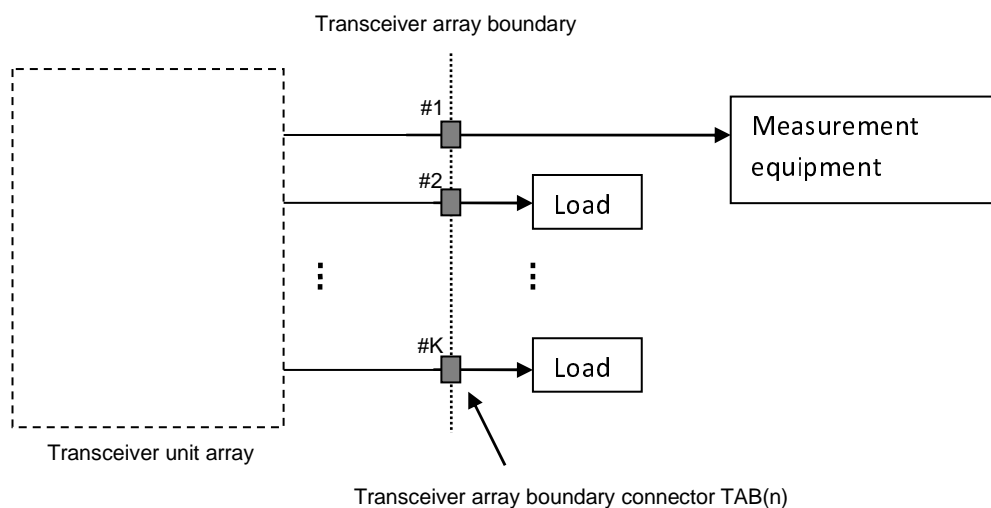 Transceiver array boundary
#1
Measurement
equipment
#2
Load
#K
Load
Transceiver unit array
Transceiver array boundary connector TAB(n)